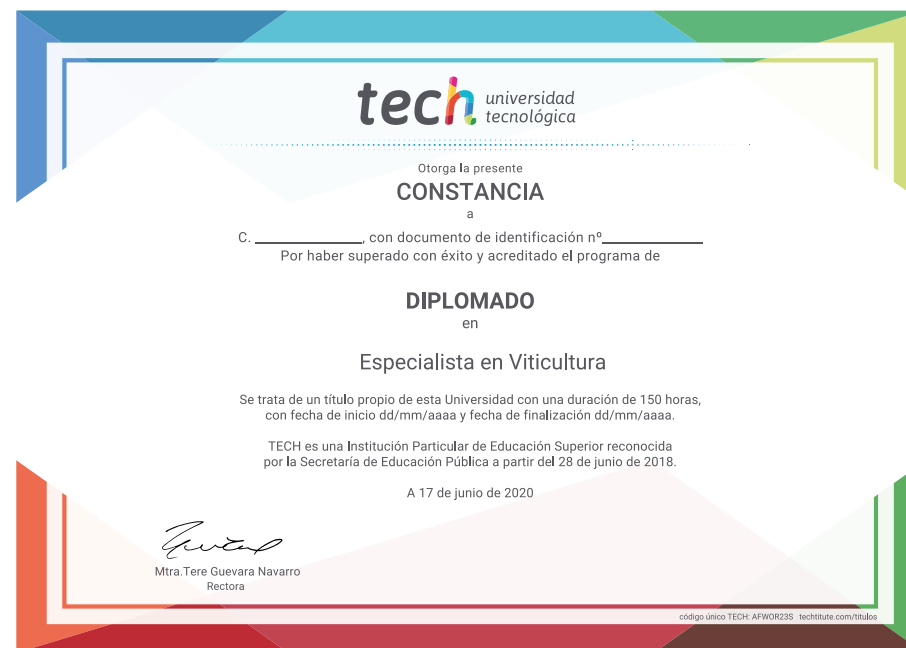 tech universidad
tecnológica
Otorga la presente
CONSTANCIA
a
C. ____________, con documento de identificación nº____________
Por haber superado con éxito y acreditado el programa de
DIPLOMADO
en
Especialista en Viticultura
Se trata de un título propio de esta Universidad con una duración de 150 horas,
con fecha de inicio dd/mm/aaaa y fecha de finalización dd/mm/aaaa.
TECH es una Institución Particular de Educación Superior reconocida
por la Secretaría de Educación Pública a partir del 28 de junio de 2018.
A 17 de junio de 2020
Mtra.Tere Guevara Navarro
Rectora
código único TECH: AFWOR23S techtitute.com/titulos